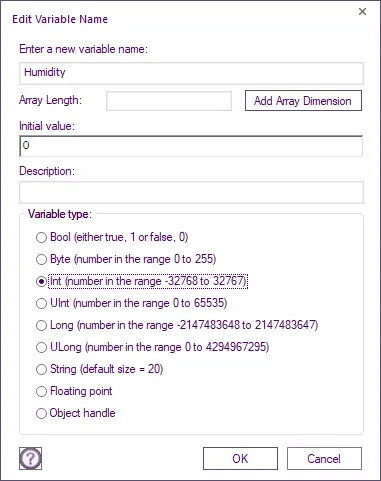 Edit Variable Name
Enter a new variable name:
Humidity
Array Length:
Add Array Dimension
Initial value:
0
Description:
Variable type:
Bool (either true, 1 or false, 0)
Byte (number in the range 0 to 255)
Int (number in the range -32768 to 32767)
UInt (number in the range 0 to 65535)
Long (number in the range -2147483648 to 2147483647)
ULong (number in the range 0 to 4294967295)
String (default size = 20)
Floating point
Object handle
?
OK
Cancel